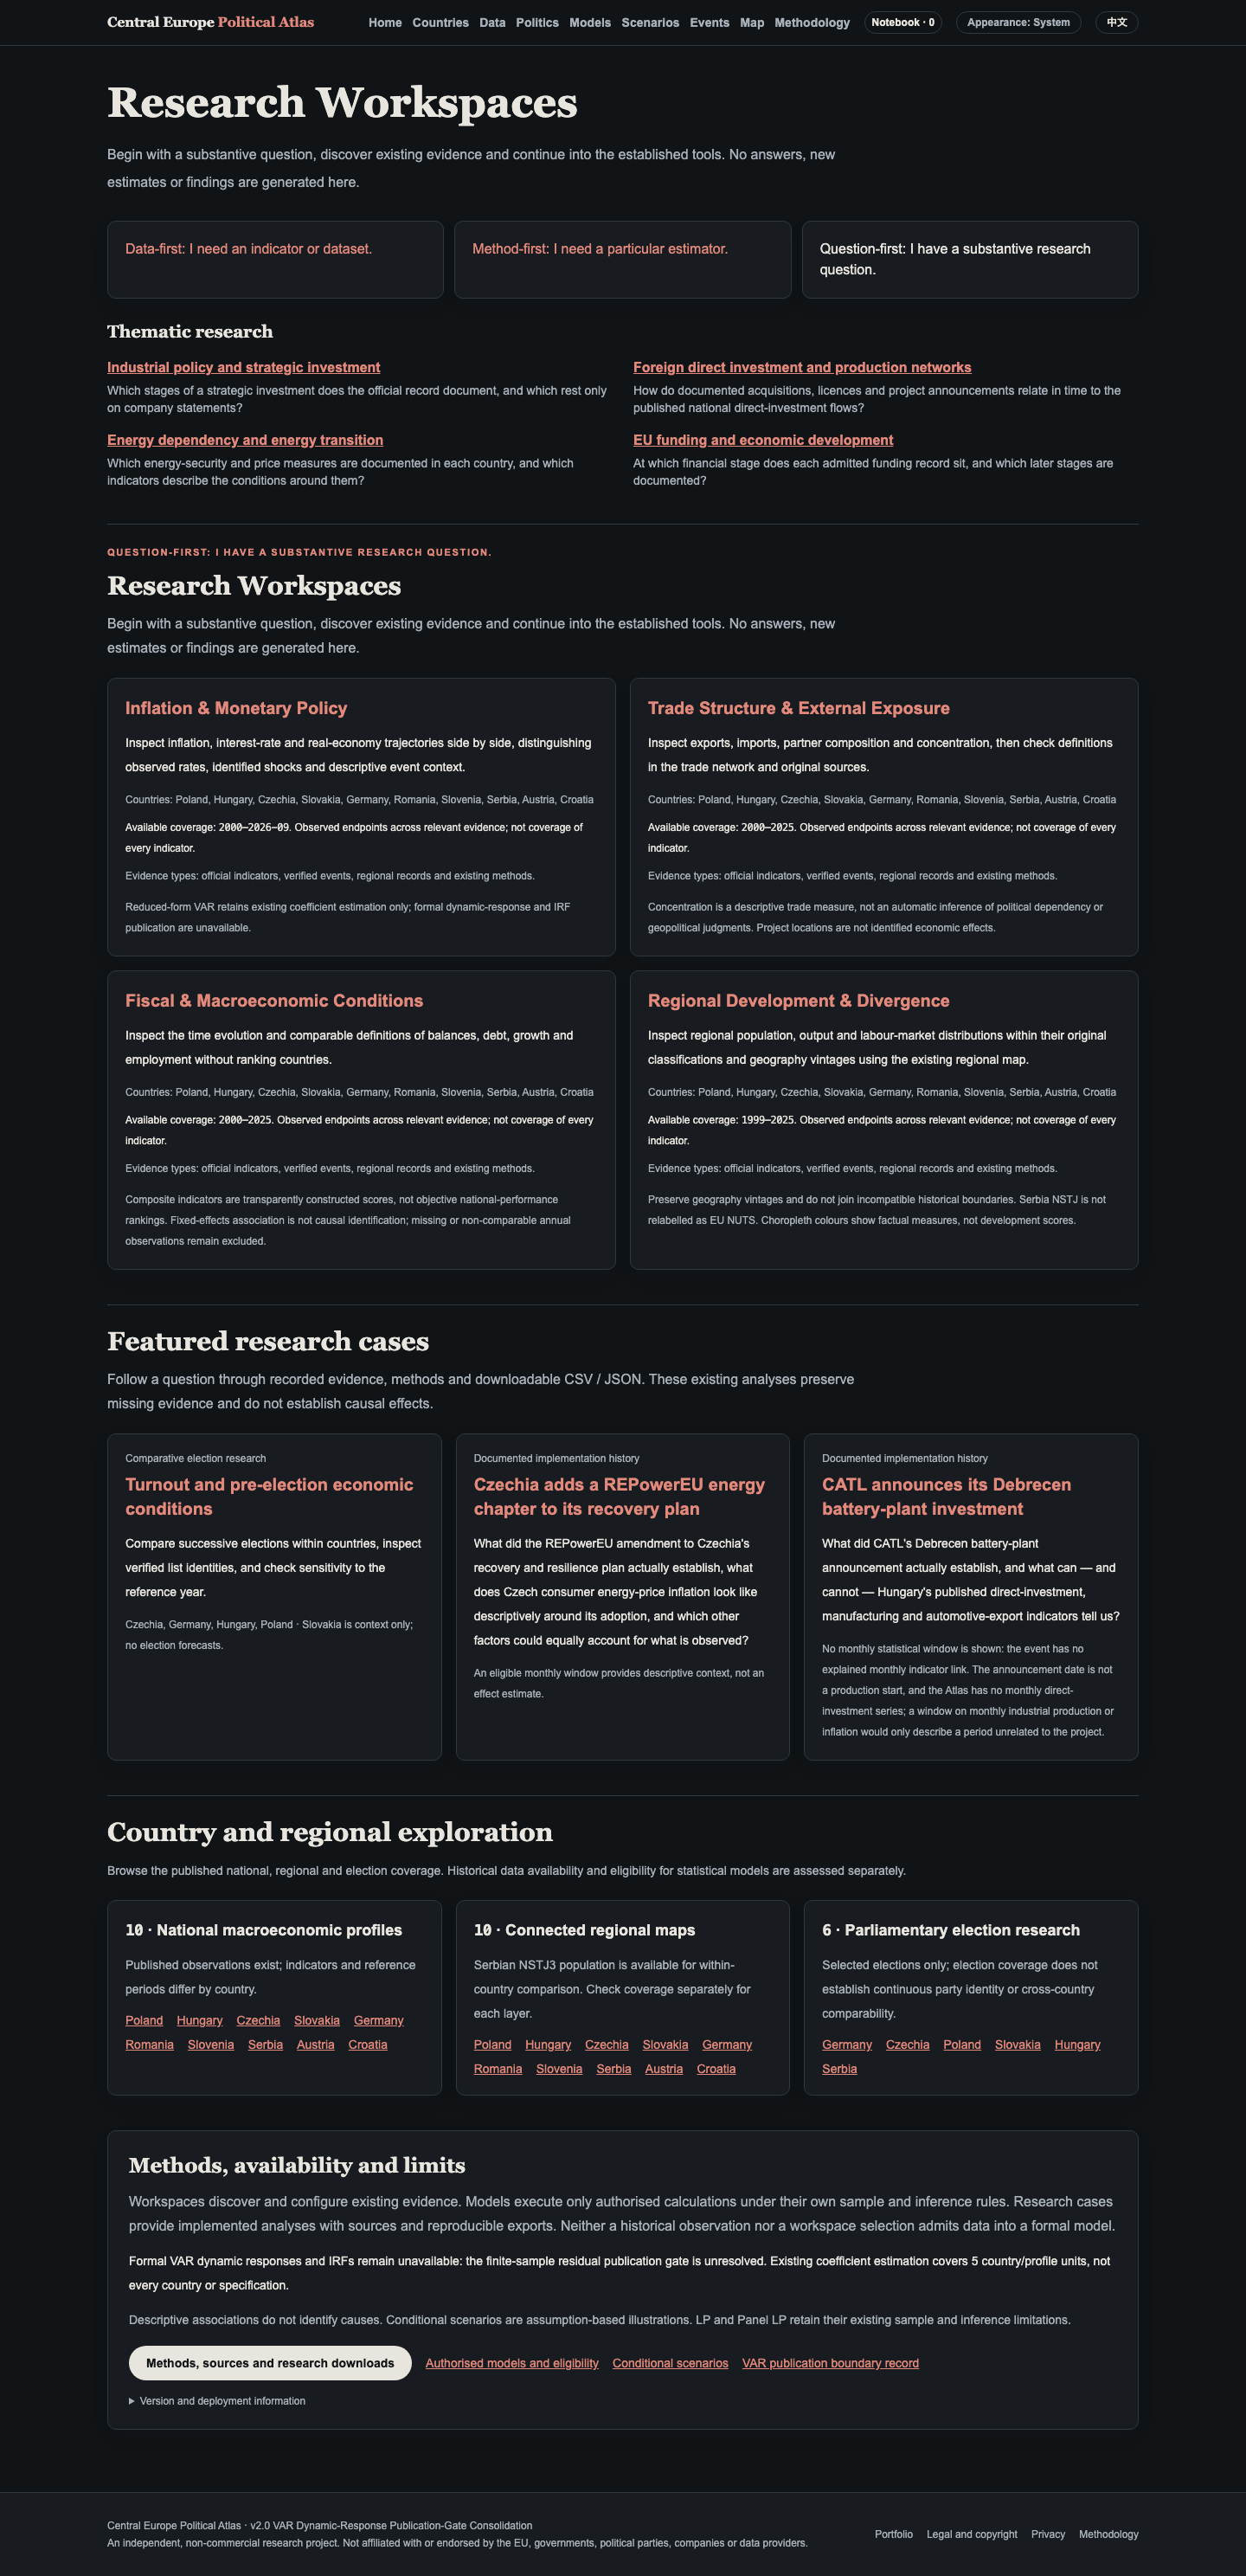 Central Europe Political Atlas
Home Countries Data Politics Models Scenarios Events Map Methodology Notebook · 0 Appearance: System 中文
Research Workspaces
Begin with a substantive question, discover existing evidence and continue into the established tools. No answers, new
estimates or findings are generated here.
Data-first: I need an indicator or dataset.
Method-first: I need a particular estimator.
Question-first: I have a substantive research
question.
Thematic research
Industrial policy and strategic investment
Which stages of a strategic investment does the official record document, and which rest only
on company statements?
Foreign direct investment and production networks
How do documented acquisitions, licences and project announcements relate in time to the
published national direct-investment flows?
Energy dependency and energy transition
Which energy-security and price measures are documented in each country, and which
indicators describe the conditions around them?
EU funding and economic development
At which financial stage does each admitted funding record sit, and which later stages are
documented?
QUESTION-FIRST: I HAVE A SUBSTANTIVE RESEARCH QUESTION.
Research Workspaces
Begin with a substantive question, discover existing evidence and continue into the established tools. No answers, new
estimates or findings are generated here.
Inflation & Monetary Policy
Inspect inflation, interest-rate and real-economy trajectories side by side, distinguishing
observed rates, identified shocks and descriptive event context.
Countries: Poland, Hungary, Czechia, Slovakia, Germany, Romania, Slovenia, Serbia, Austria, Croatia
Available coverage: 2000–2026-09. Observed endpoints across relevant evidence; not coverage of
every indicator.
Evidence types: official indicators, verified events, regional records and existing methods.
Reduced-form VAR retains existing coefficient estimation only; formal dynamic-response and IRF
publication are unavailable.
Trade Structure & External Exposure
Inspect exports, imports, partner composition and concentration, then check definitions
in the trade network and original sources.
Countries: Poland, Hungary, Czechia, Slovakia, Germany, Romania, Slovenia, Serbia, Austria, Croatia
Available coverage: 2000–2025. Observed endpoints across relevant evidence; not coverage of every
indicator.
Evidence types: official indicators, verified events, regional records and existing methods.
Concentration is a descriptive trade measure, not an automatic inference of political dependency or
geopolitical judgments. Project locations are not identified economic effects.
Fiscal & Macroeconomic Conditions
Inspect the time evolution and comparable definitions of balances, debt, growth and
employment without ranking countries.
Countries: Poland, Hungary, Czechia, Slovakia, Germany, Romania, Slovenia, Serbia, Austria, Croatia
Available coverage: 2000–2025. Observed endpoints across relevant evidence; not coverage of every
indicator.
Evidence types: official indicators, verified events, regional records and existing methods.
Composite indicators are transparently constructed scores, not objective national-performance
rankings. Fixed-effects association is not causal identification; missing or non-comparable annual
observations remain excluded.
Regional Development & Divergence
Inspect regional population, output and labour-market distributions within their original
classifications and geography vintages using the existing regional map.
Countries: Poland, Hungary, Czechia, Slovakia, Germany, Romania, Slovenia, Serbia, Austria, Croatia
Available coverage: 1999–2025. Observed endpoints across relevant evidence; not coverage of every
indicator.
Evidence types: official indicators, verified events, regional records and existing methods.
Preserve geography vintages and do not join incompatible historical boundaries. Serbia NSTJ is not
relabelled as EU NUTS. Choropleth colours show factual measures, not development scores.
Featured research cases
Follow a question through recorded evidence, methods and downloadable CSV / JSON. These existing analyses preserve
missing evidence and do not establish causal effects.
Comparative election research
Turnout and pre-election economic
conditions
Compare successive elections within countries, inspect
verified list identities, and check sensitivity to the
reference year.
Czechia, Germany, Hungary, Poland · Slovakia is context only;
no election forecasts.
Documented implementation history
Czechia adds a REPowerEU energy
chapter to its recovery plan
What did the REPowerEU amendment to Czechia's
recovery and resilience plan actually establish, what
does Czech consumer energy-price inflation look like
descriptively around its adoption, and which other
factors could equally account for what is observed?
An eligible monthly window provides descriptive context, not an
effect estimate.
Documented implementation history
CATL announces its Debrecen
battery-plant investment
What did CATL's Debrecen battery-plant
announcement actually establish, and what can — and
cannot — Hungary's published direct-investment,
manufacturing and automotive-export indicators tell us?
No monthly statistical window is shown: the event has no
explained monthly indicator link. The announcement date is not
a production start, and the Atlas has no monthly direct-
investment series; a window on monthly industrial production or
inflation would only describe a period unrelated to the project.
Country and regional exploration
Browse the published national, regional and election coverage. Historical data availability and eligibility for statistical models are assessed separately.
10 · National macroeconomic profiles
Published observations exist; indicators and reference
periods differ by country.
Poland Hungary Czechia Slovakia Germany
Romania Slovenia Serbia Austria Croatia
10 · Connected regional maps
Serbian NSTJ3 population is available for within-
country comparison. Check coverage separately for
each layer.
Poland Hungary Czechia Slovakia Germany
Romania Slovenia Serbia Austria Croatia
6 · Parliamentary election research
Selected elections only; election coverage does not
establish continuous party identity or cross-country
comparability.
Germany Czechia Poland Slovakia Hungary
Serbia
Methods, availability and limits
Workspaces discover and configure existing evidence. Models execute only authorised calculations under their own sample and inference rules. Research cases
provide implemented analyses with sources and reproducible exports. Neither a historical observation nor a workspace selection admits data into a formal model.
Formal VAR dynamic responses and IRFs remain unavailable: the finite-sample residual publication gate is unresolved. Existing coefficient estimation covers 5 country/profile units, not
every country or specification.
Descriptive associations do not identify causes. Conditional scenarios are assumption-based illustrations. LP and Panel LP retain their existing sample and inference limitations.
Methods, sources and research downloads Authorised models and eligibility Conditional scenarios VAR publication boundary record
Version and deployment information
Central Europe Political Atlas · v2.0 VAR Dynamic-Response Publication-Gate Consolidation
An independent, non-commercial research project. Not affiliated with or endorsed by the EU, governments, political parties, companies or data providers.
Portfolio Legal and copyright Privacy Methodology